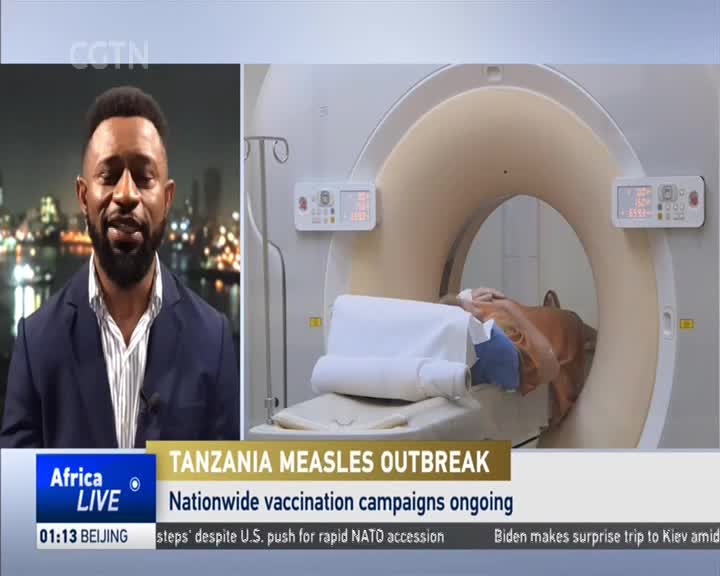 CGTN
TANZANIA MEASLES OUTBREAK
Africa
LIVE
Nationwide vaccination campaigns ongoing
01:13 BEIJING
steps' despite U.S. push for rapid NATO accession
Biden makes surprise trip to Kiev amid